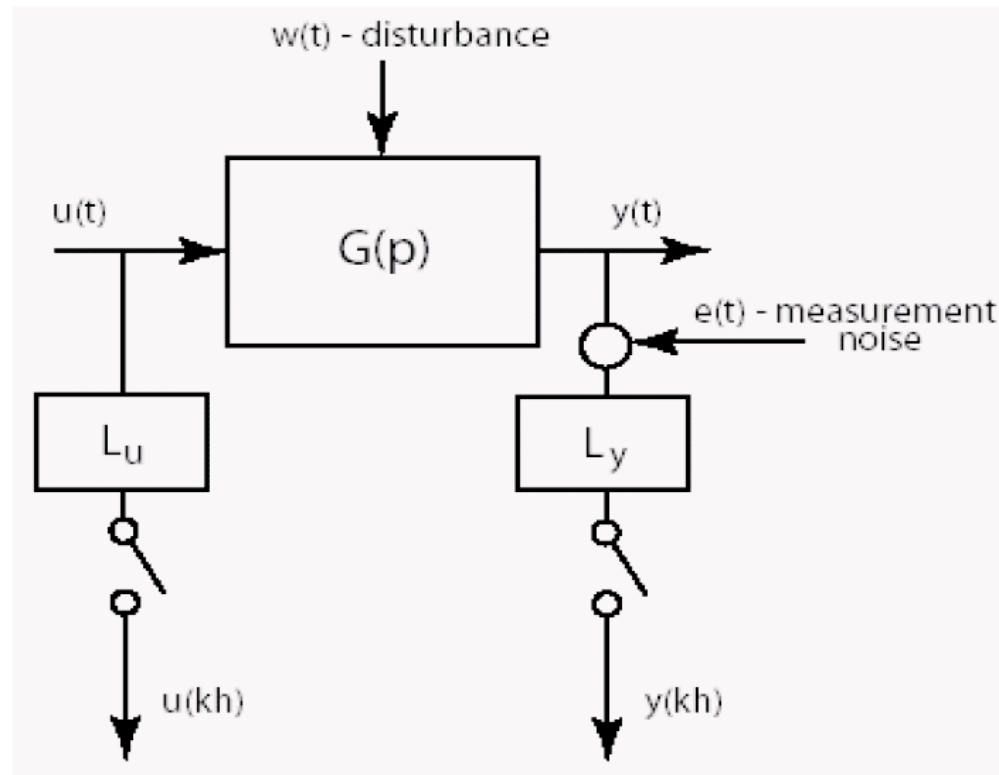 w(t) - disturbance
u(t)
G(p)
y(t)
e(t) - measurement
noise
Lu
Ly
u(kh)
y(kh)